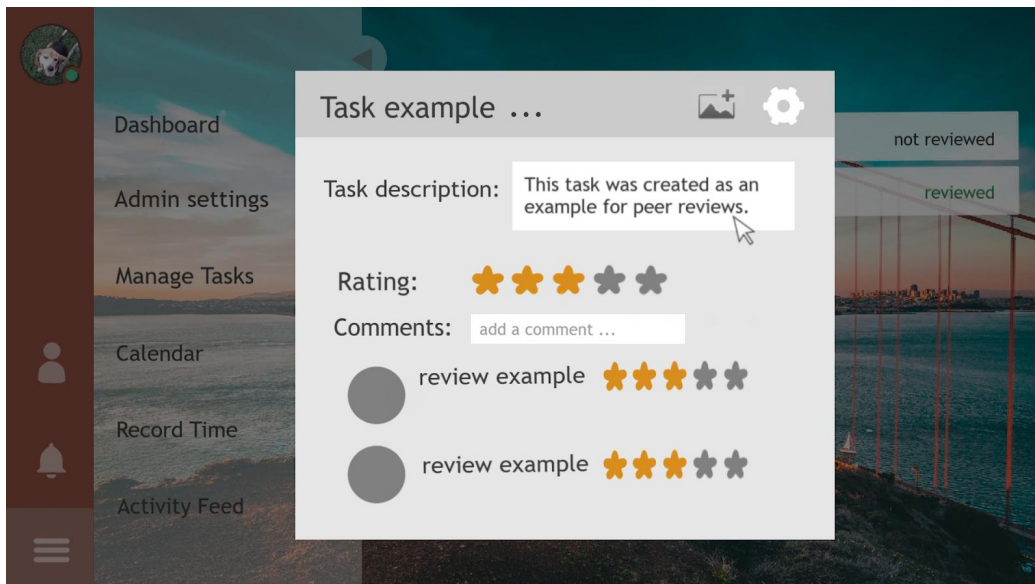 Dashboard
Admin settings
Manage Tasks
Calendar
Record Time
Activity Feed
Task example ...
Task description:
This task was created as an
example for peer reviews.
Rating:
Comments:
add a comment ...
review example
review example
not reviewed
reviewed